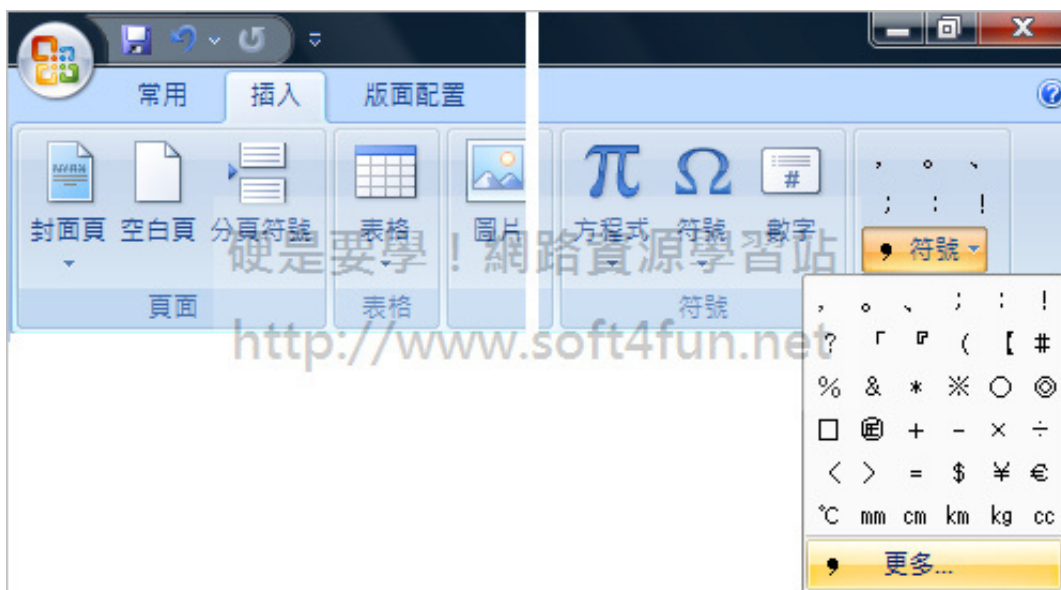 常用 插入 版面配置
, 。 、
; : !
封面頁 空白頁 分頁符號 表格 圖片 方程式 符號 數字
, 符號
硬是要學！網路資源學習站
頁面 表格 符號
http://www.soft4fun.net
, 。 、 ; : !
? 「 『 ( 【 #
% & * ※ ○ ◎
□ ㊣ + - × ÷
< > = $ ¥ €
℃ mm cm km kg cc
, 更多...